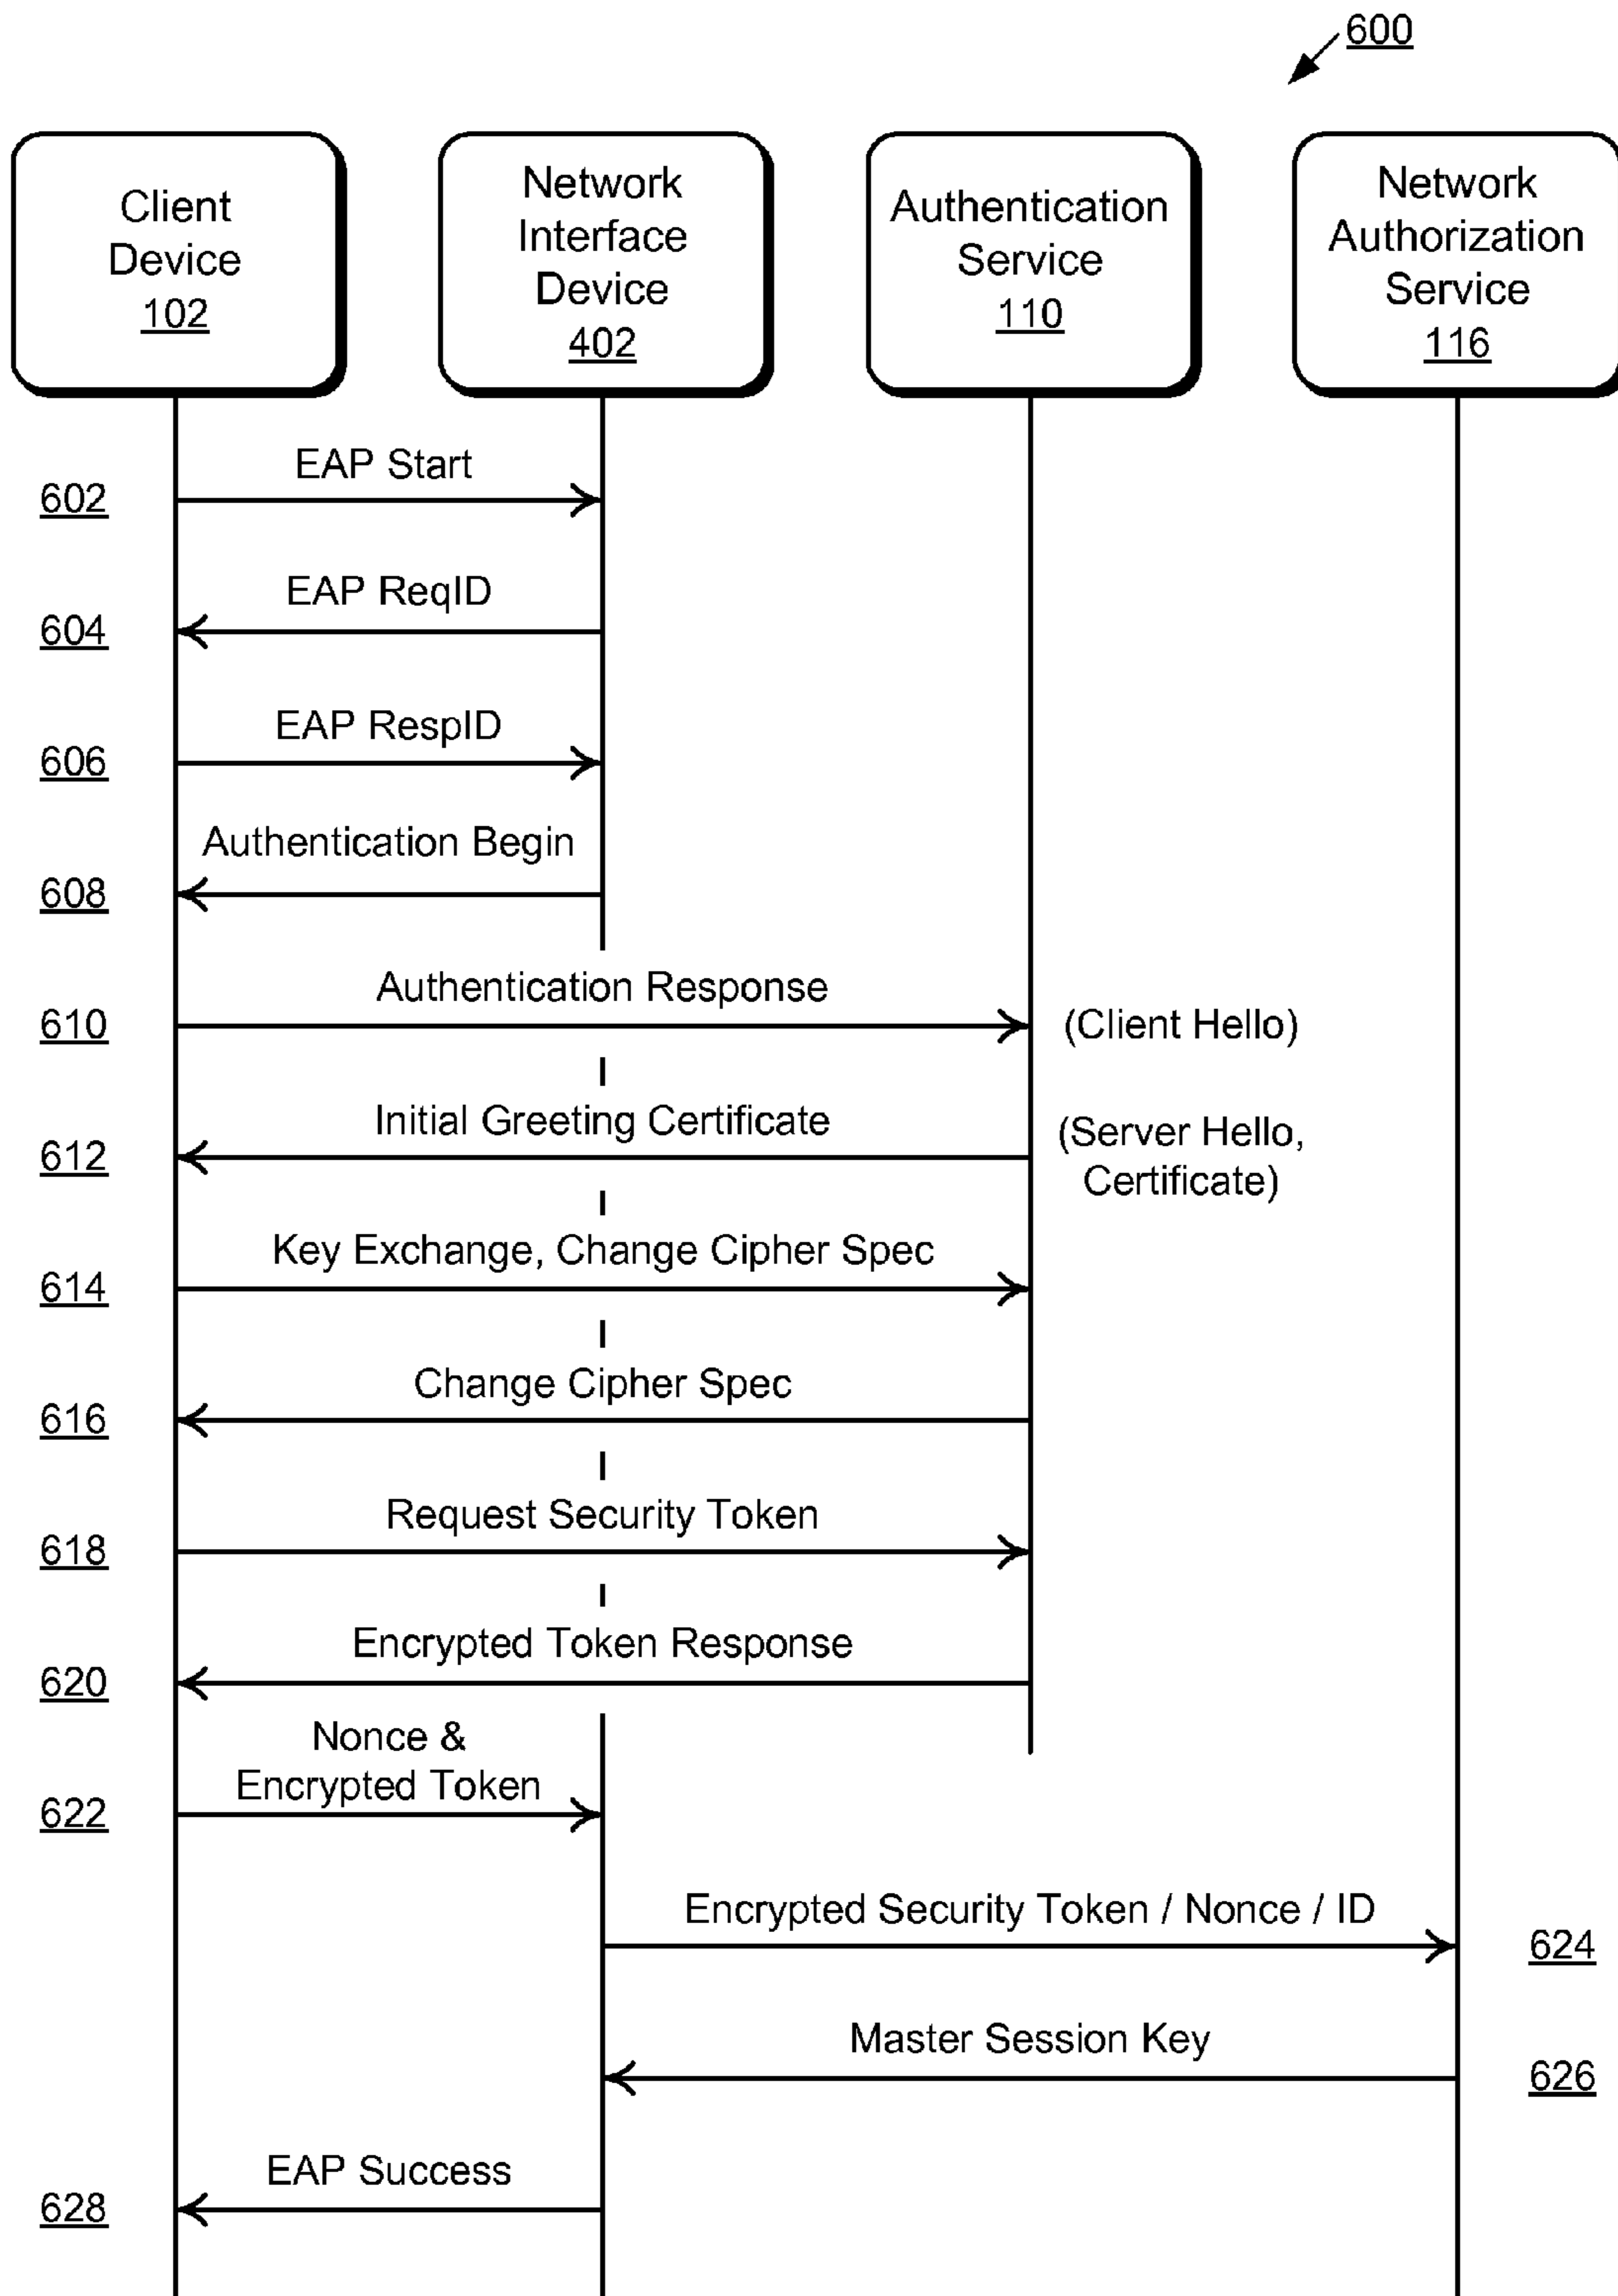 600
Client
Device
102
Network
Interface
Device
402
Authentication
Service
110
Network
Authorization
Service
116
EAP Start
602
EAP ReqID
604
EAP RespID
606
Authentication Begin
608
Authentication Response
610
(Client Hello)
Initial Greeting Certificate
612
(Server Hello,
Certificate)
Key Exchange, Change Cipher Spec
614
Change Cipher Spec
616
Request Security Token
618
Encrypted Token Response
620
Nonce &
Encrypted Token
622
Encrypted Security Token / Nonce / ID
624
Master Session Key
626
EAP Success
628